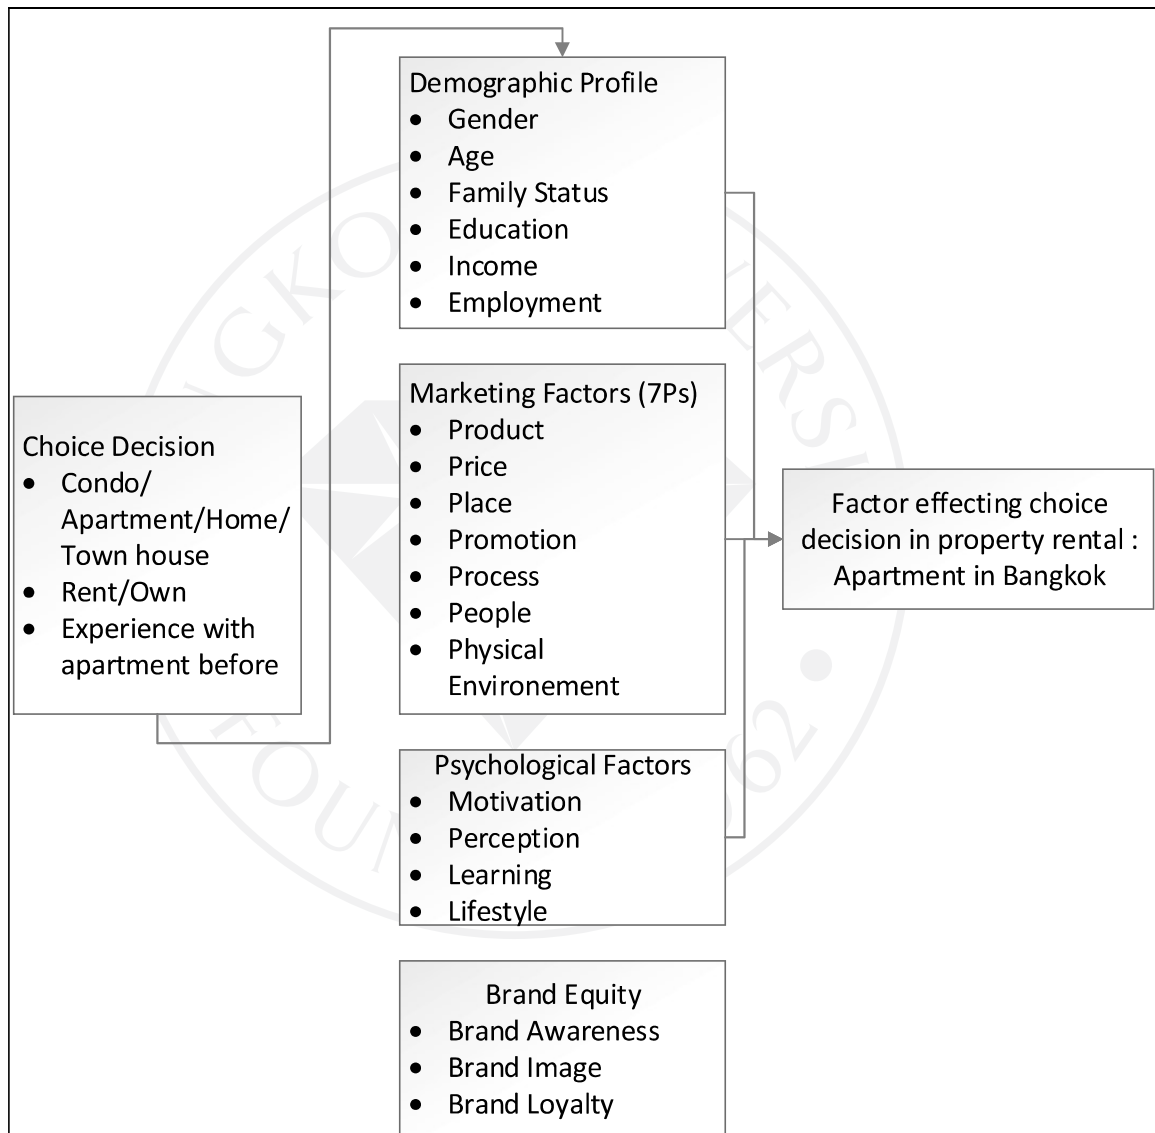 Demographic Profile
• Gender
• Age
• Family Status
• Education
• Income
• Employment
Marketing Factors (7Ps)
• Product
• Price
• Place
• Promotion
• Process
• People
• Physical
Environement
Choice Decision
• Condo/
Apartment/Home/
Town house
• Rent/Own
• Experience with
apartment before
Factor effecting choice
decision in property rental :
Apartment in Bangkok
Psychological Factors
• Motivation
• Perception
• Learning
• Lifestyle
Brand Equity
• Brand Awareness
• Brand Image
• Brand Loyalty